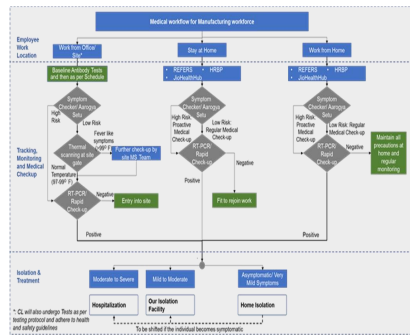 Medical workflow for Manufacturing workforce
Employee
Work
Location
Work from Office/
Site*
Stay at Home
Work from Home
Baseline Antibody Tests
and then as per Schedule
• REFERS • HRBP
• JioHealthHub
• REFERS • HRBP
• JioHealthHub
Symptom
Checker/ Aarogya
Setu
Symptom
Checker/ Aarogya
Setu
Symptom
Checker/ Aarogya
Setu
High
Risk
Low Risk
Fever like
symptoms
(>99⁰ F)
Thermal
scanning at site
gate
Further check-up by
site MS Team
Normal
Temperature
(97-99⁰ F)
High Risk:
Proactive
Medical
Check-up
Low Risk:
Regular Medical
Check-up
High Risk:
Proactive
Medical
Check-up
Low Risk: Regular
Medical Check-up
Tracking,
Monitoring
and Medical
Checkup
RT-PCR/
Rapid
Check-up
Negative
Entry into site
RT-PCR/
Rapid Check-up
Negative
Fit to rejoin work
RT-PCR/
Rapid Check-up
Negative
Maintain all
precautions at
home and
regular
monitoring
Positive
Positive
Positive
Isolation &
Treatment
Moderate to Severe
Mild to Moderate
Asymptomatic/ Very
Mild Symptoms
Hospitalization
Our Isolation
Facility
Home Isolation
To be shifted if the individual becomes symptomatic
*: CL will also undergo Tests as per
testing protocol and adhere to health
and safety guidelines